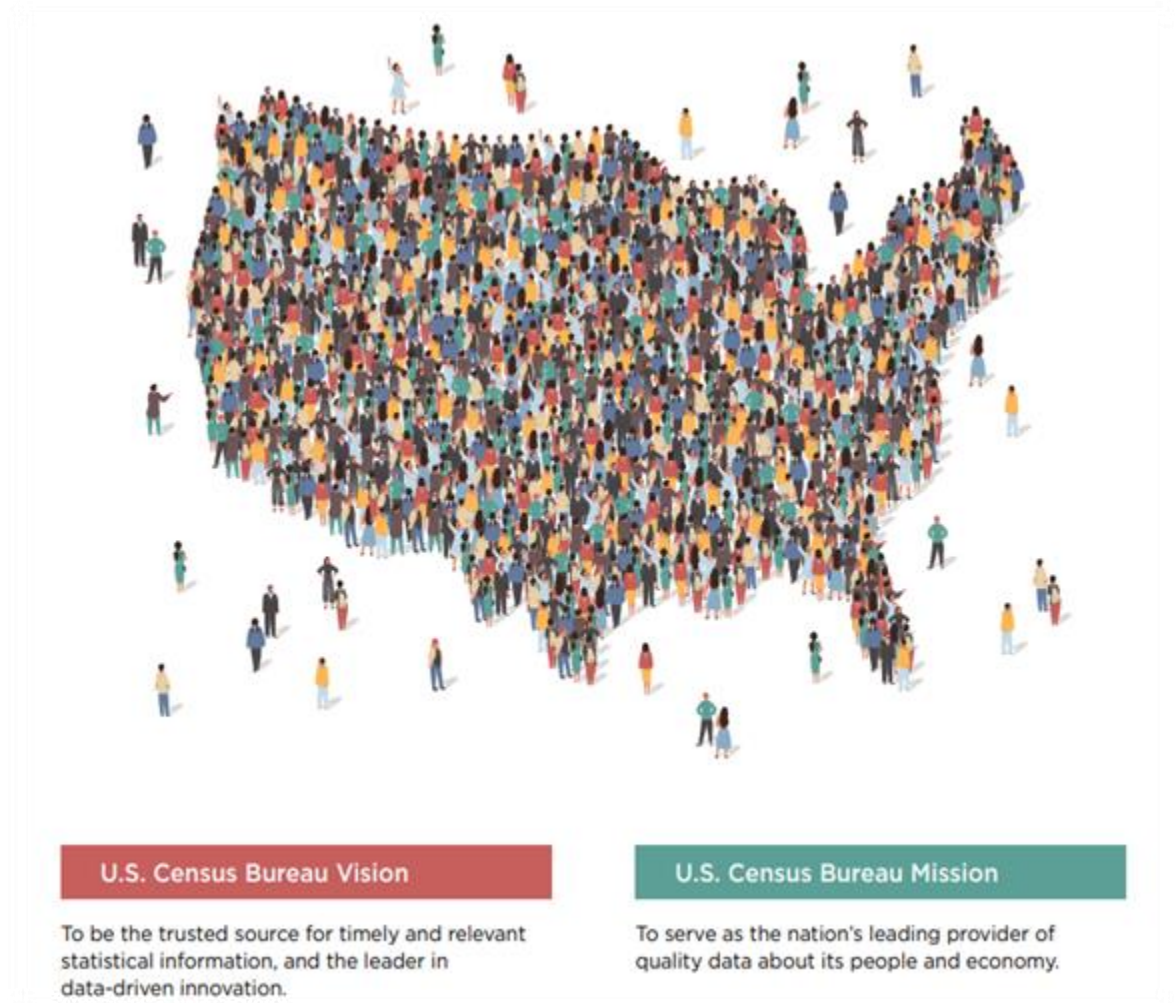 U.S. Census Bureau Vision
To be the trusted source for timely and relevant
statistical information, and the leader in
data-driven innovation.
U.S. Census Bureau Mission
To serve as the nation’s leading provider of
quality data about its people and economy.